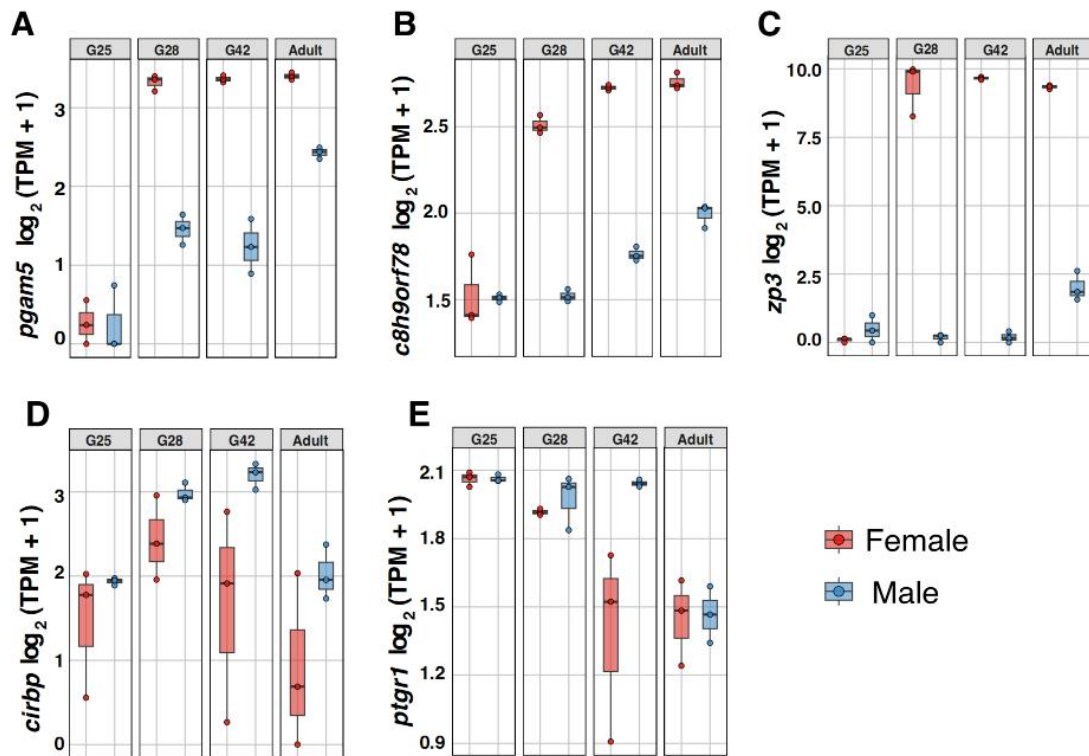 A
G25 G28 G42 Adult
pgam5 log2 (TPM + 1)
3
2
1
0
B
G25 G28 G42 Adult
c8h9orf78 log2 (TPM + 1)
2.5
2.0
1.5
C
G25 G28 G42 Adult
zp3 log2 (TPM + 1)
10.0
7.5
5.0
2.5
0.0
D
G25 G28 G42 Adult
cirbp log2 (TPM + 1)
3
2
1
0
E
G25 G28 G42 Adult
ptgr1 log2 (TPM + 1)
2.1
1.8
1.5
1.2
0.9
Female
Male